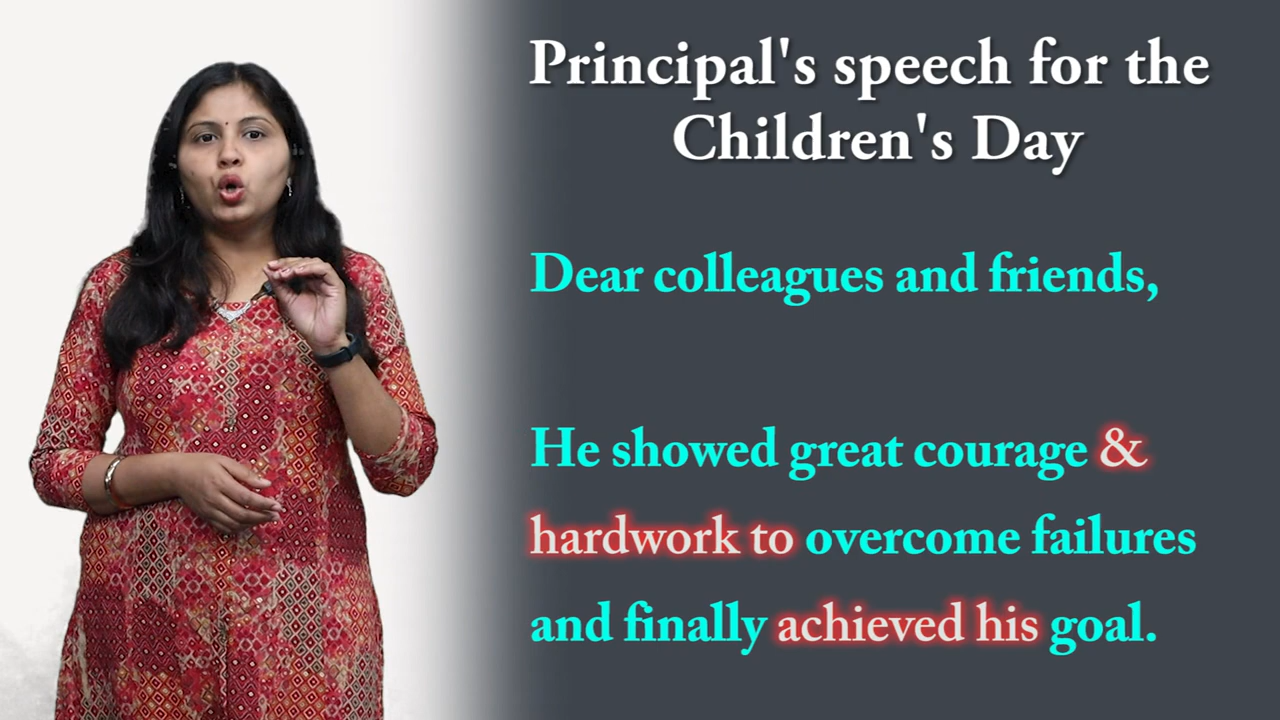 Principal's speech for the
Children's Day
Dear colleagues and friends,
He showed great courage &
hardwork to overcome failures
and finally achieved his goal.